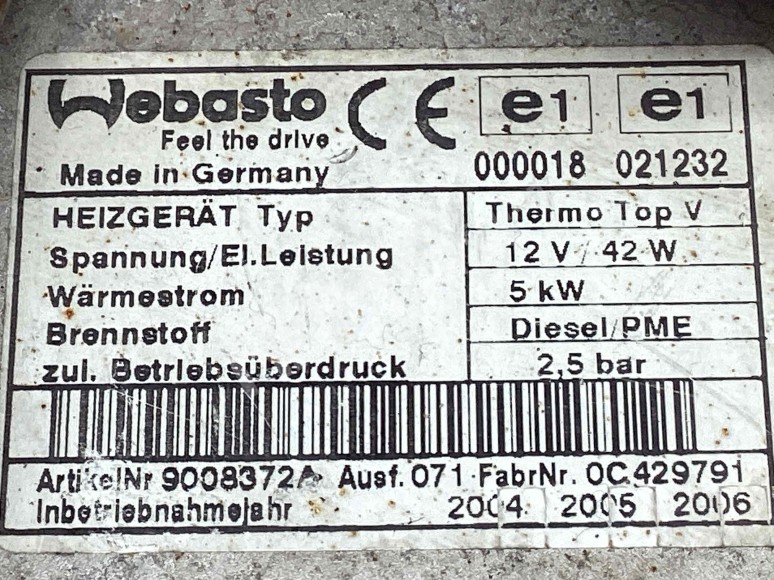 Webasto CE e1 e1
Feel the drive
Made in Germany 000018 021232
HEIZGERÄT Typ Thermo Top V
Spannung/El.Leistung 12 V / 42 W
Wärmestrom 5 kW
Brennstoff Diesel/PME
zul. Betriebsüberdruck 2,5 bar
ArtikelNr 9008372A Ausf. 071 FabrNr. 0C429791
Inbetriebnahmejahr 2004 2005 2006